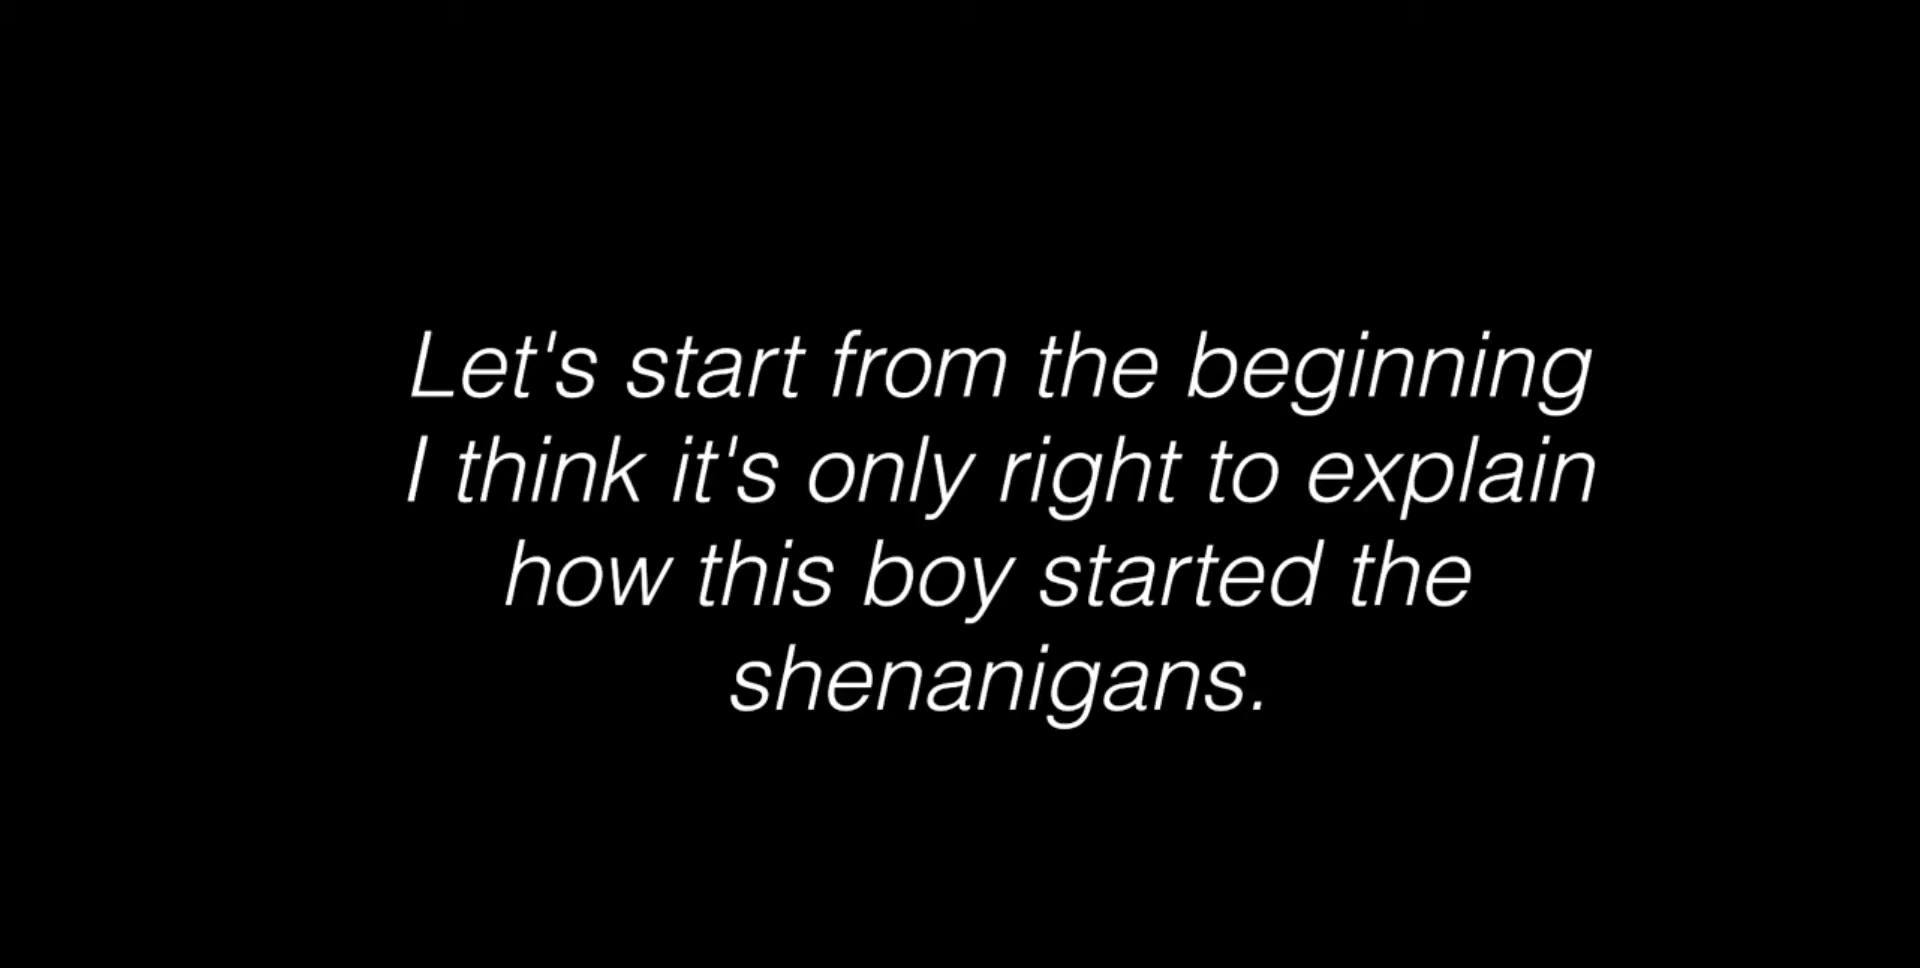 Let's start from the beginning
I think it's only right to explain
how this boy started the
shenanigans.